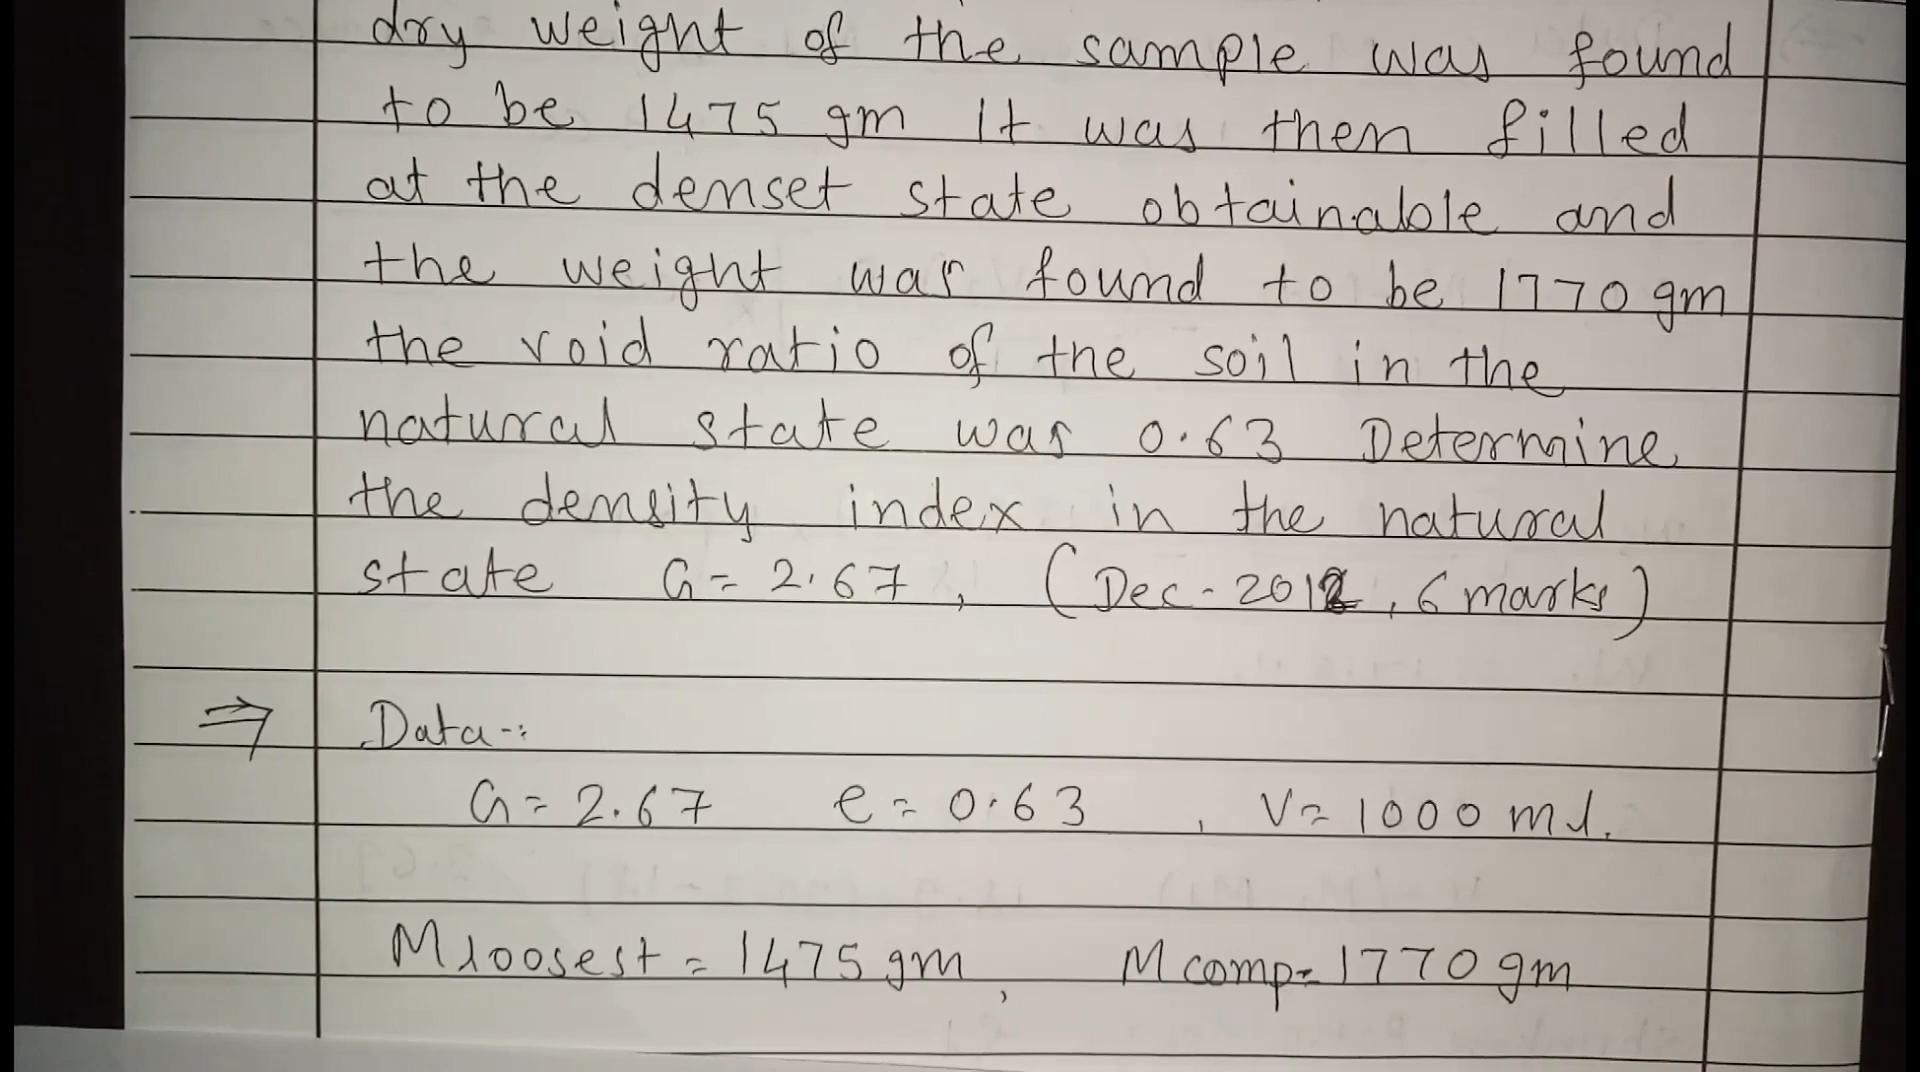 dry weight of the sample was found
to be 1475 gm It was then filled
at the denset state obtainable and
the weight was found to be 1770 gm
the void ratio of the soil in the
natural state was 0.63 Determine
the density index in the natural
state G = 2.67, (Dec - 2012, 6 marks)
⇒ Data-:
G = 2.67 e = 0.63, V = 1000 ml.
M loosest = 1475 gm, M comp = 1770 gm